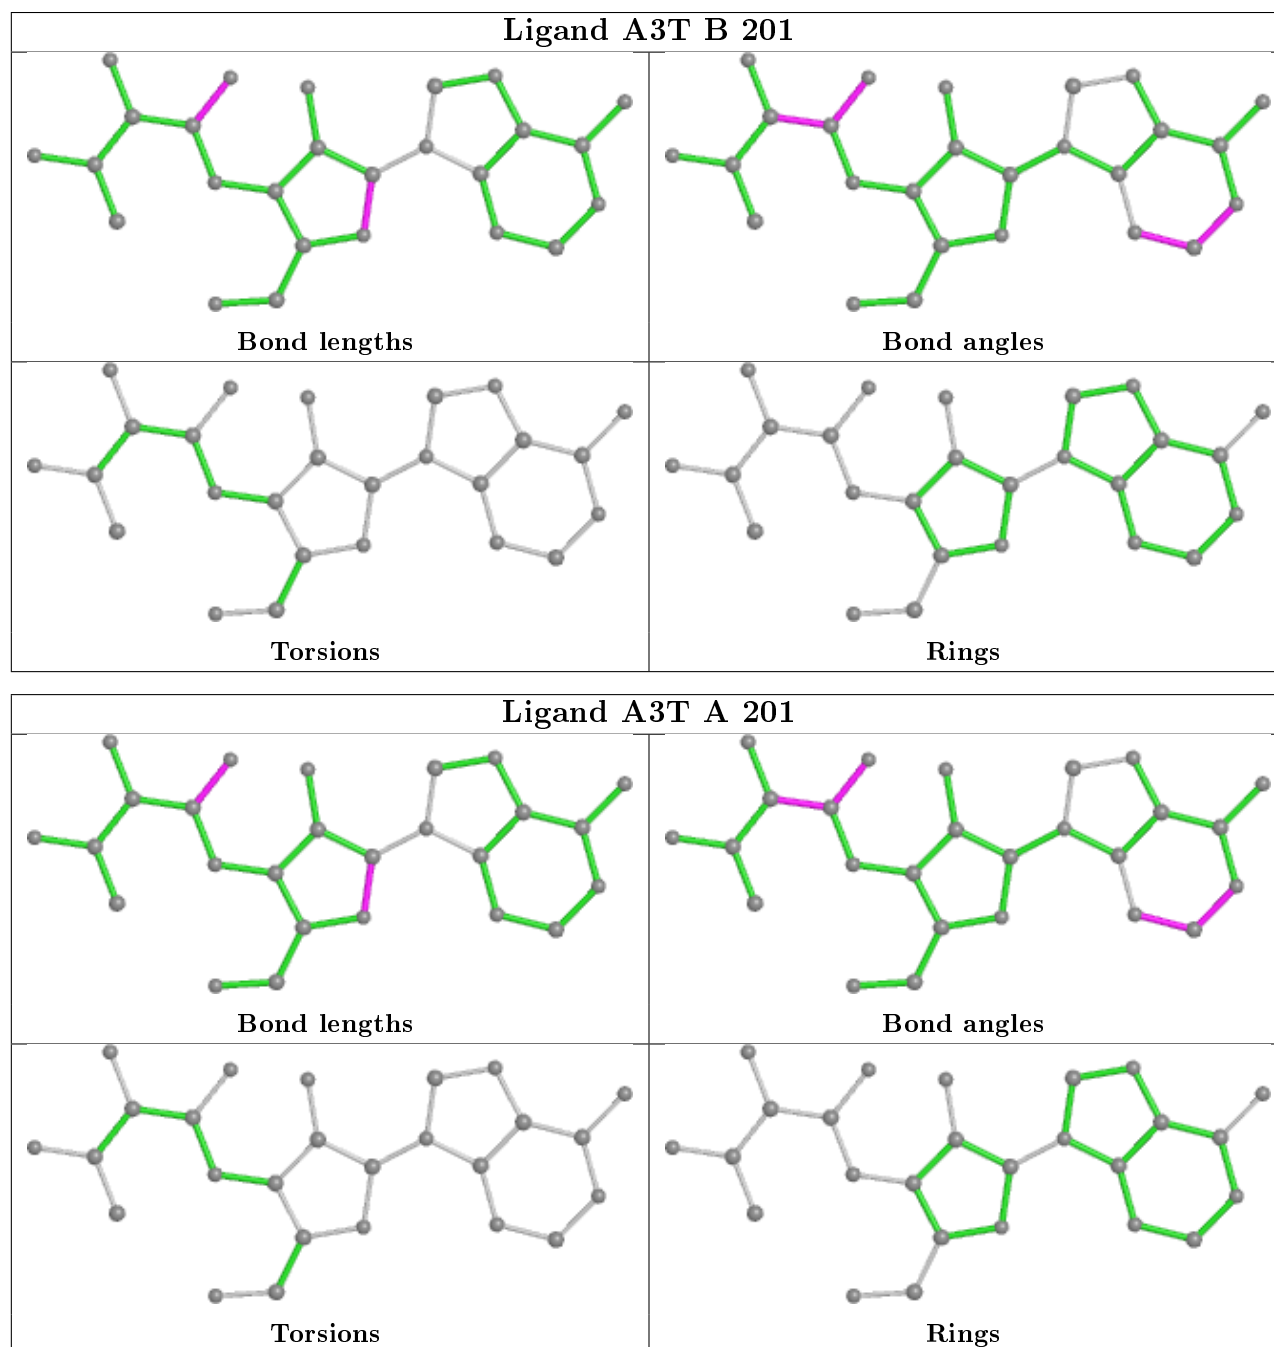 Ligand A3T B 201
Bond lengths
Bond angles
Torsions
Rings
Ligand A3T A 201
Bond lengths
Bond angles
Torsions
Rings